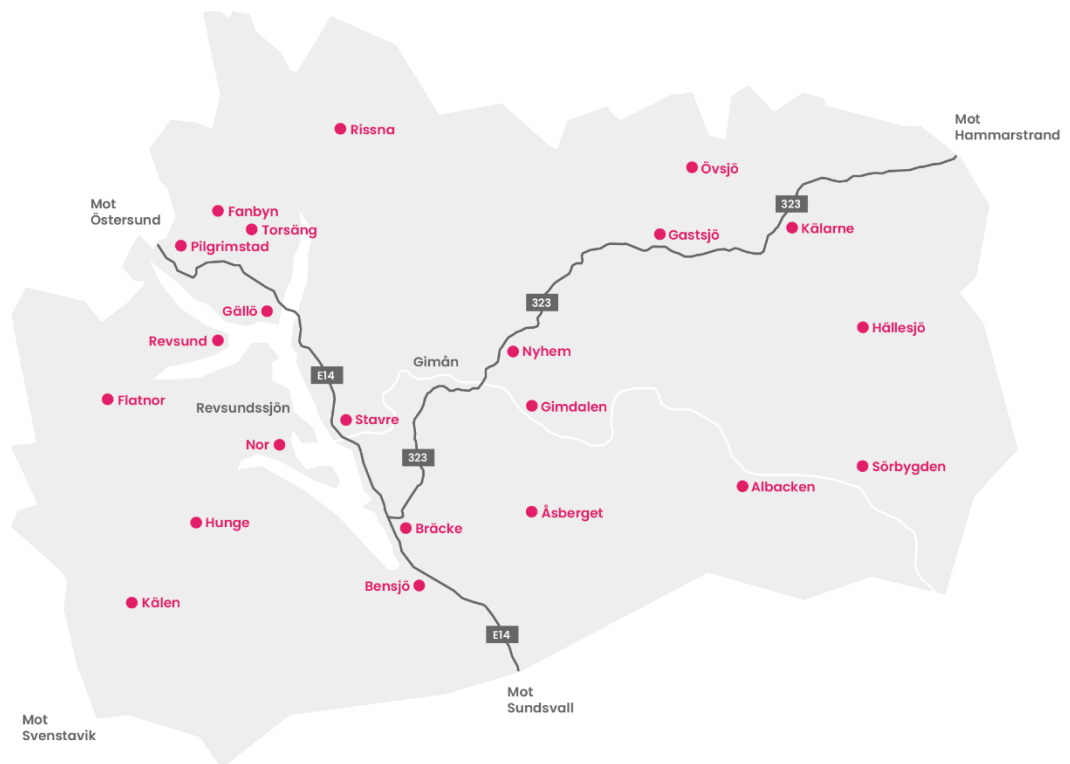 Rissna
Mot
Hammarstrand
Övsjö
Mot
Östersund
323
Fanbyn
Torsäng
Kälarne
Gastsjö
Pilgrimstad
323
Gällö
Hällesjö
Revsund
Nyhem
Gimån
E14
Flatnor
Revsundssjön
Gimdalen
Stavre
Nor
323
Sörbygden
Albacken
Åsberget
Hunge
Bräcke
Bensjö
Kälen
E14
Mot
Sundsvall
Mot
Svenstavik